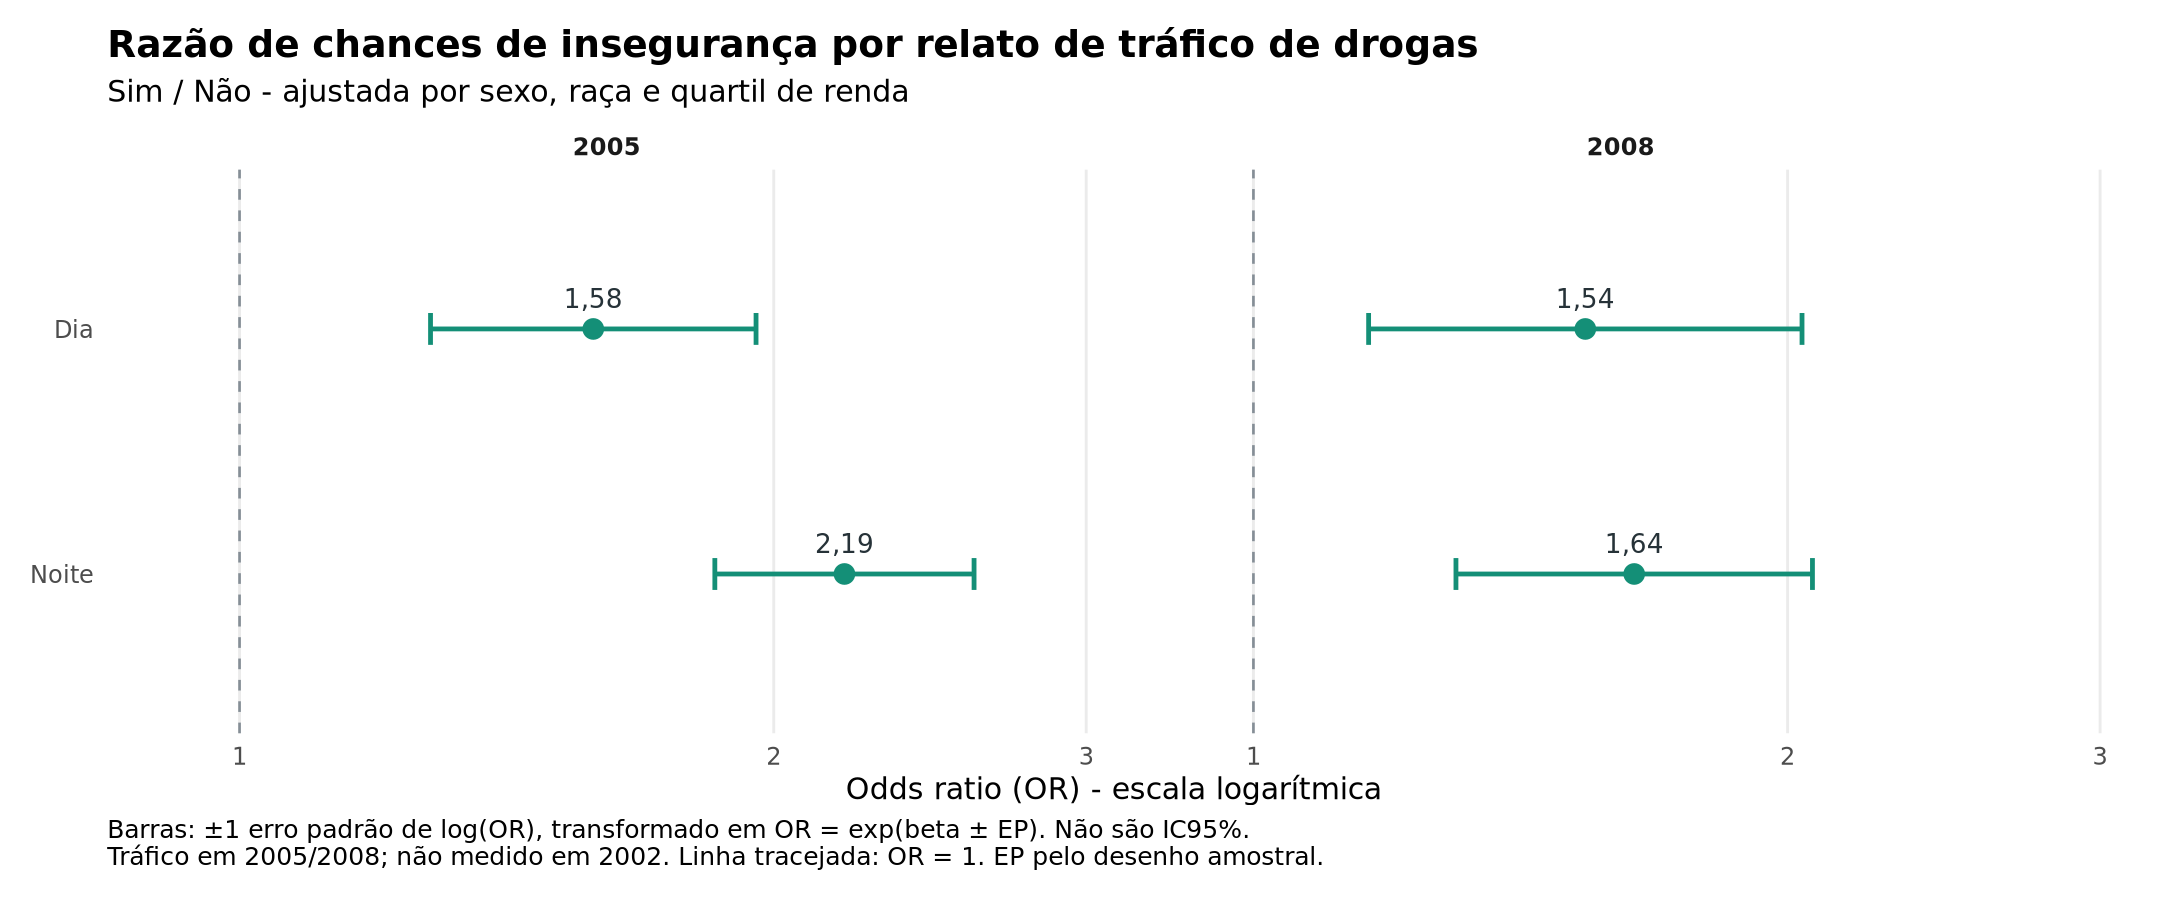 Razão de chances de insegurança por relato de tráfico de drogas
Sim / Não - ajustada por sexo, raça e quartil de renda
2005 2008
1,58 1,54
Dia
2,19 1,64
Noite
1 2 3 1 2 3
Odds ratio (OR) - escala logarítmica
Barras: ±1 erro padrão de log(OR), transformado em OR = exp(beta ± EP). Não são IC95%.
Tráfico em 2005/2008; não medido em 2002. Linha tracejada: OR = 1. EP pelo desenho amostral.